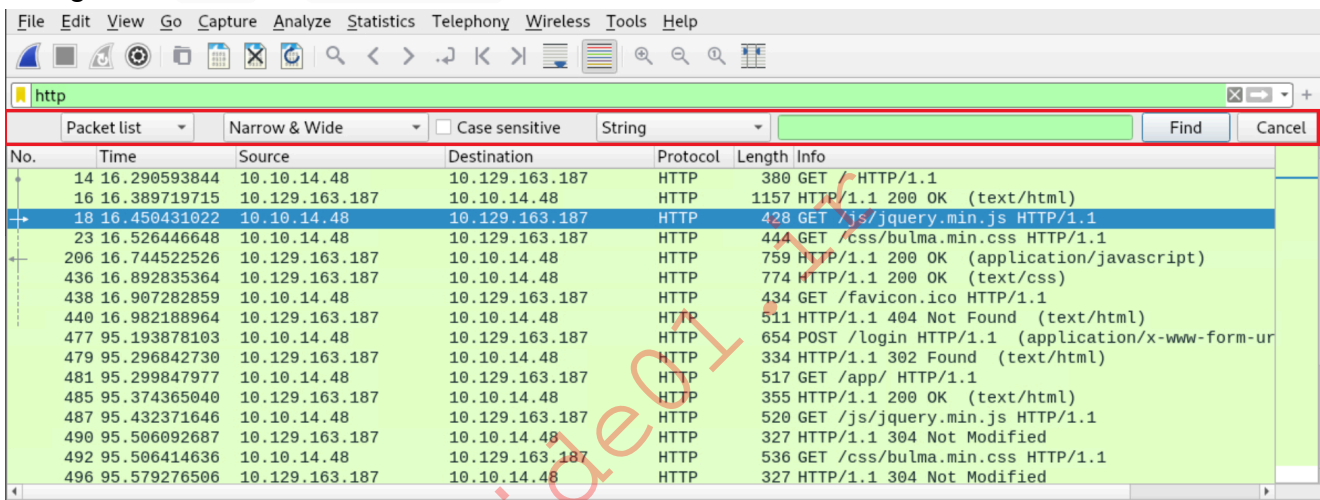 File Edit View Go Capture Analyze Statistics Telephony Wireless Tools Help
http
Packet list Narrow & Wide Case sensitive String Find Cancel
No. Time Source Destination Protocol Length Info
14 16.290593844 10.10.14.48 10.129.163.187 HTTP 380 GET / HTTP/1.1
16 16.389719715 10.129.163.187 10.10.14.48 HTTP 1157 HTTP/1.1 200 OK (text/html)
18 16.450431022 10.10.14.48 10.129.163.187 HTTP 428 GET /js/jquery.min.js HTTP/1.1
23 16.526446648 10.10.14.48 10.129.163.187 HTTP 444 GET /css/bulma.min.css HTTP/1.1
206 16.744522526 10.129.163.187 10.10.14.48 HTTP 759 HTTP/1.1 200 OK (application/javascript)
436 16.892835364 10.129.163.187 10.10.14.48 HTTP 774 HTTP/1.1 200 OK (text/css)
438 16.907282859 10.10.14.48 10.129.163.187 HTTP 434 GET /favicon.ico HTTP/1.1
440 16.982188964 10.129.163.187 10.10.14.48 HTTP 511 HTTP/1.1 404 Not Found (text/html)
477 95.193878103 10.10.14.48 10.129.163.187 HTTP 654 POST /login HTTP/1.1 (application/x-www-form-ur
479 95.296842730 10.129.163.187 10.10.14.48 HTTP 334 HTTP/1.1 302 Found (text/html)
481 95.299847977 10.10.14.48 10.129.163.187 HTTP 517 GET /app/ HTTP/1.1
485 95.374365040 10.129.163.187 10.10.14.48 HTTP 355 HTTP/1.1 200 OK (text/html)
487 95.432371646 10.10.14.48 10.129.163.187 HTTP 520 GET /js/jquery.min.js HTTP/1.1
490 95.506092687 10.129.163.187 10.10.14.48 HTTP 327 HTTP/1.1 304 Not Modified
492 95.506414636 10.10.14.48 10.129.163.187 HTTP 536 GET /css/bulma.min.css HTTP/1.1
496 95.579276506 10.129.163.187 10.10.14.48 HTTP 327 HTTP/1.1 304 Not Modified